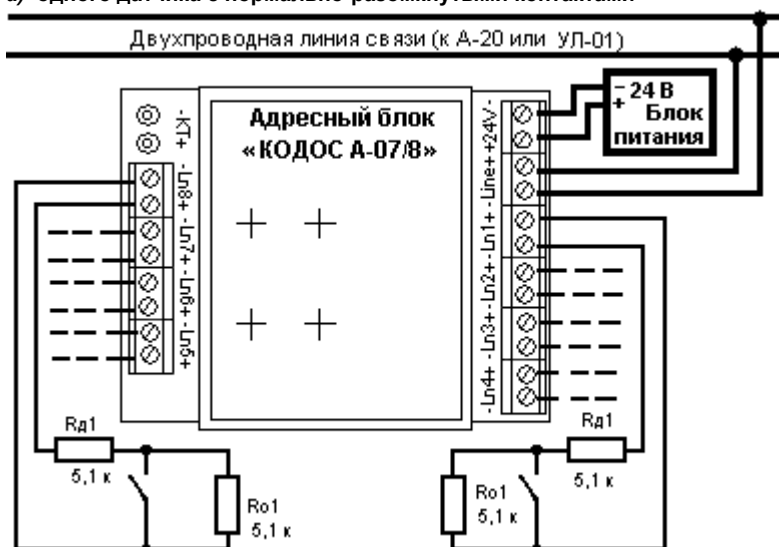 а) одного датчика с нормально-разомкнутыми контактами
Двухпроводная линия связи (к А-20 или УЛ-01)
Адресный блок
«КОДОС А-07/8»
-КТ+
-Ln8+
-Ln7+
-Ln6+
-Ln5+
+24V-
-Line+
-Ln1+
-Ln2+
-Ln3+
-Ln4+
- 24 В
+ Блок
питания
Rд1
5,1 к
Ro1
5,1 к
Rд1
5,1 к
Ro1
5,1 к